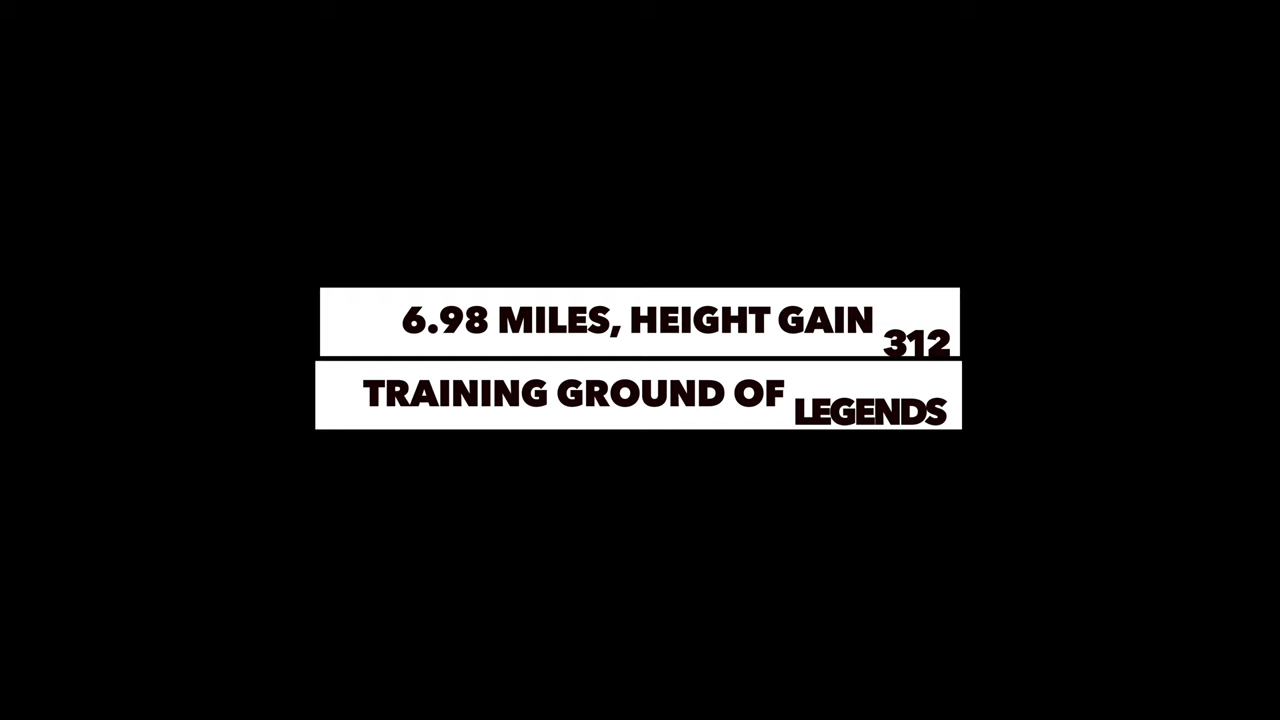 6.98 MILES, HEIGHT GAIN 312
TRAINING GROUND OF LEGENDS